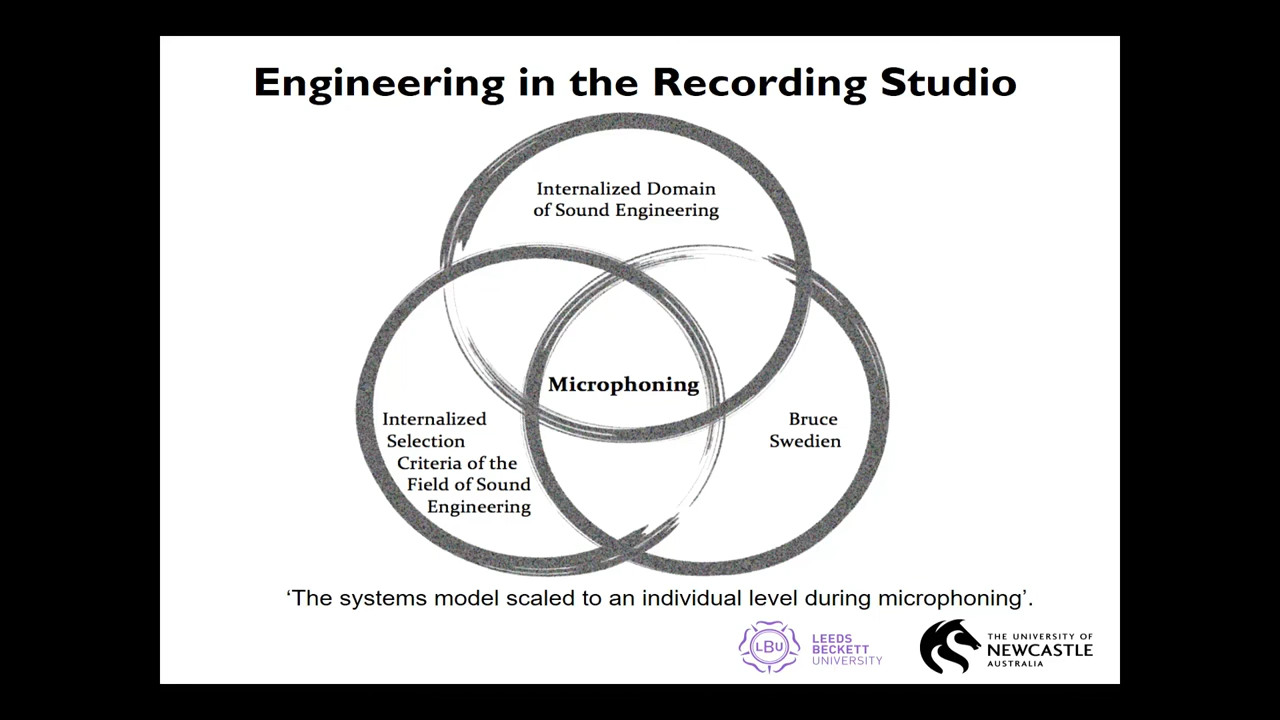 Engineering in the Recording Studio
Internalized Domain
of Sound Engineering
Microphoning
Internalized
Selection
Criteria of the
Field of Sound
Engineering
Bruce
Swedien
‘The systems model scaled to an individual level during microphoning’.
LBU
LEEDS
BECKETT
UNIVERSITY
THE UNIVERSITY OF
NEWCASTLE
AUSTRALIA